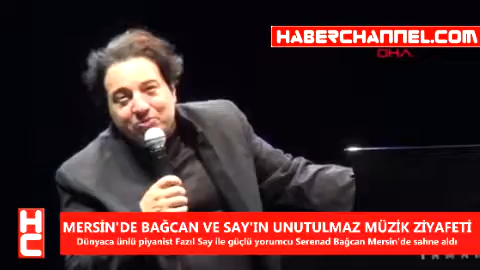 HABERCHANNEL.COM
DHA
H
C
MERSİN'DE BAĞCAN VE SAY'IN UNUTULMAZ MÜZİK ZİYAFETİ
Dünyaca ünlü piyanist Fazıl Say ile güçlü yorumcu Serenad Bağcan Mersin'de sahne aldı
YAMAHA